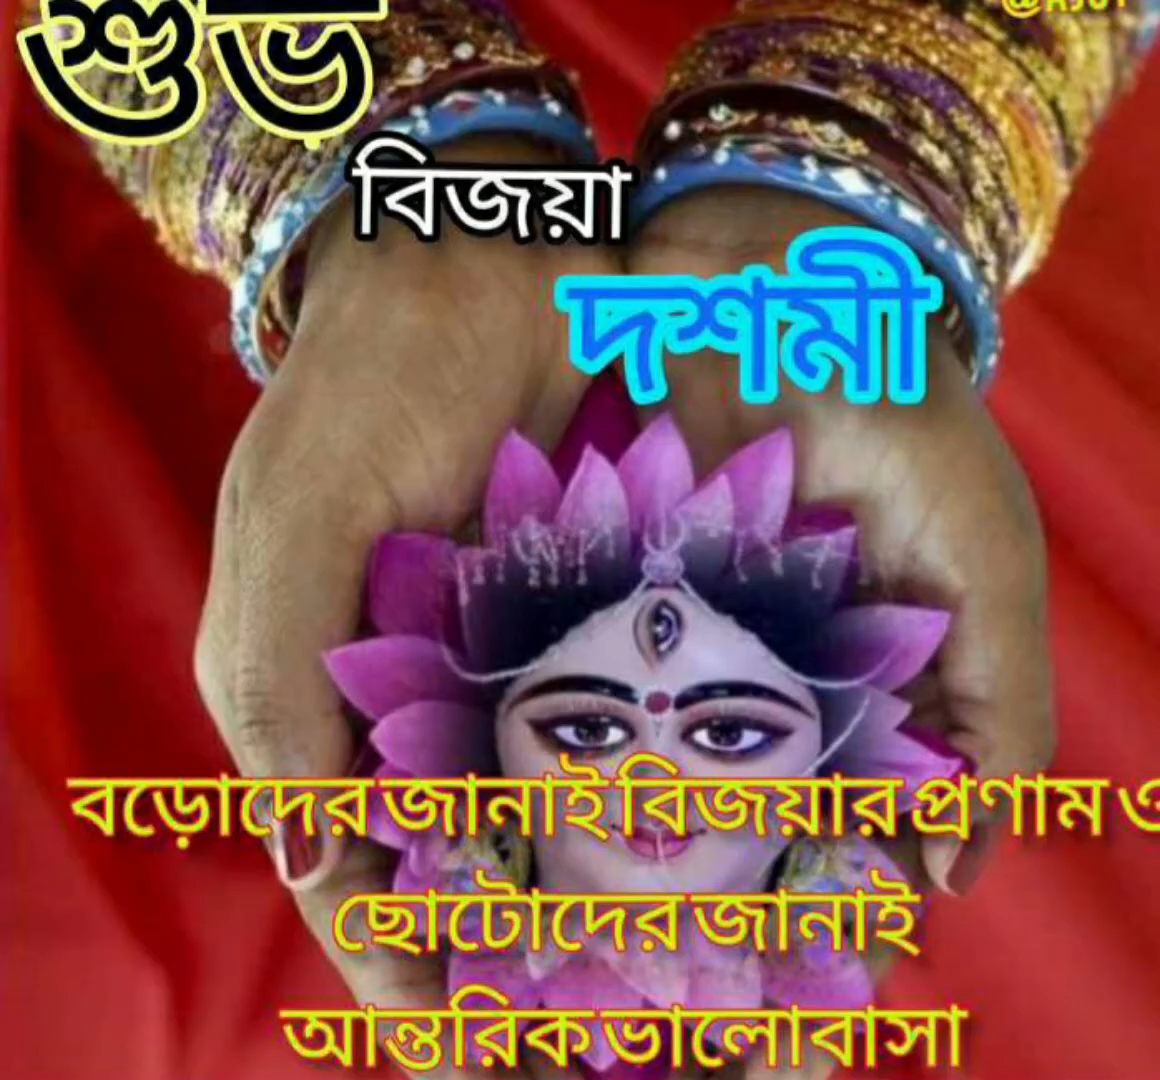 শুভ
বিজয়া
দশমী
বড়োদের জানাই বিজয়ার প্রণাম ও
ছোটোদের জানাই
আন্তরিক ভালোবাসা